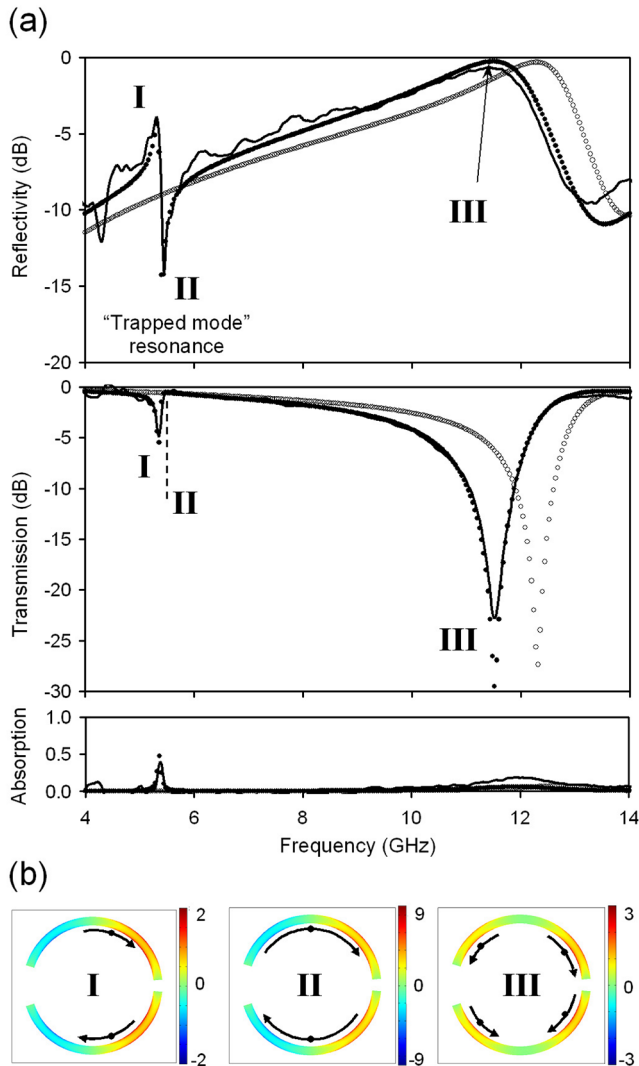 (a)
0
-5
-10
-15
-20
Reflectivity (dB)
I
II
III
“Trapped mode”
resonance
0
-5
-10
-15
-20
-25
-30
Transmission (dB)
I
II
III
1.0
0.5
0.0
Absorption
4 6 8 10 12 14
Frequency (GHz)
(b)
I
2
0
-2
II
9
0
-9
III
3
0
-3